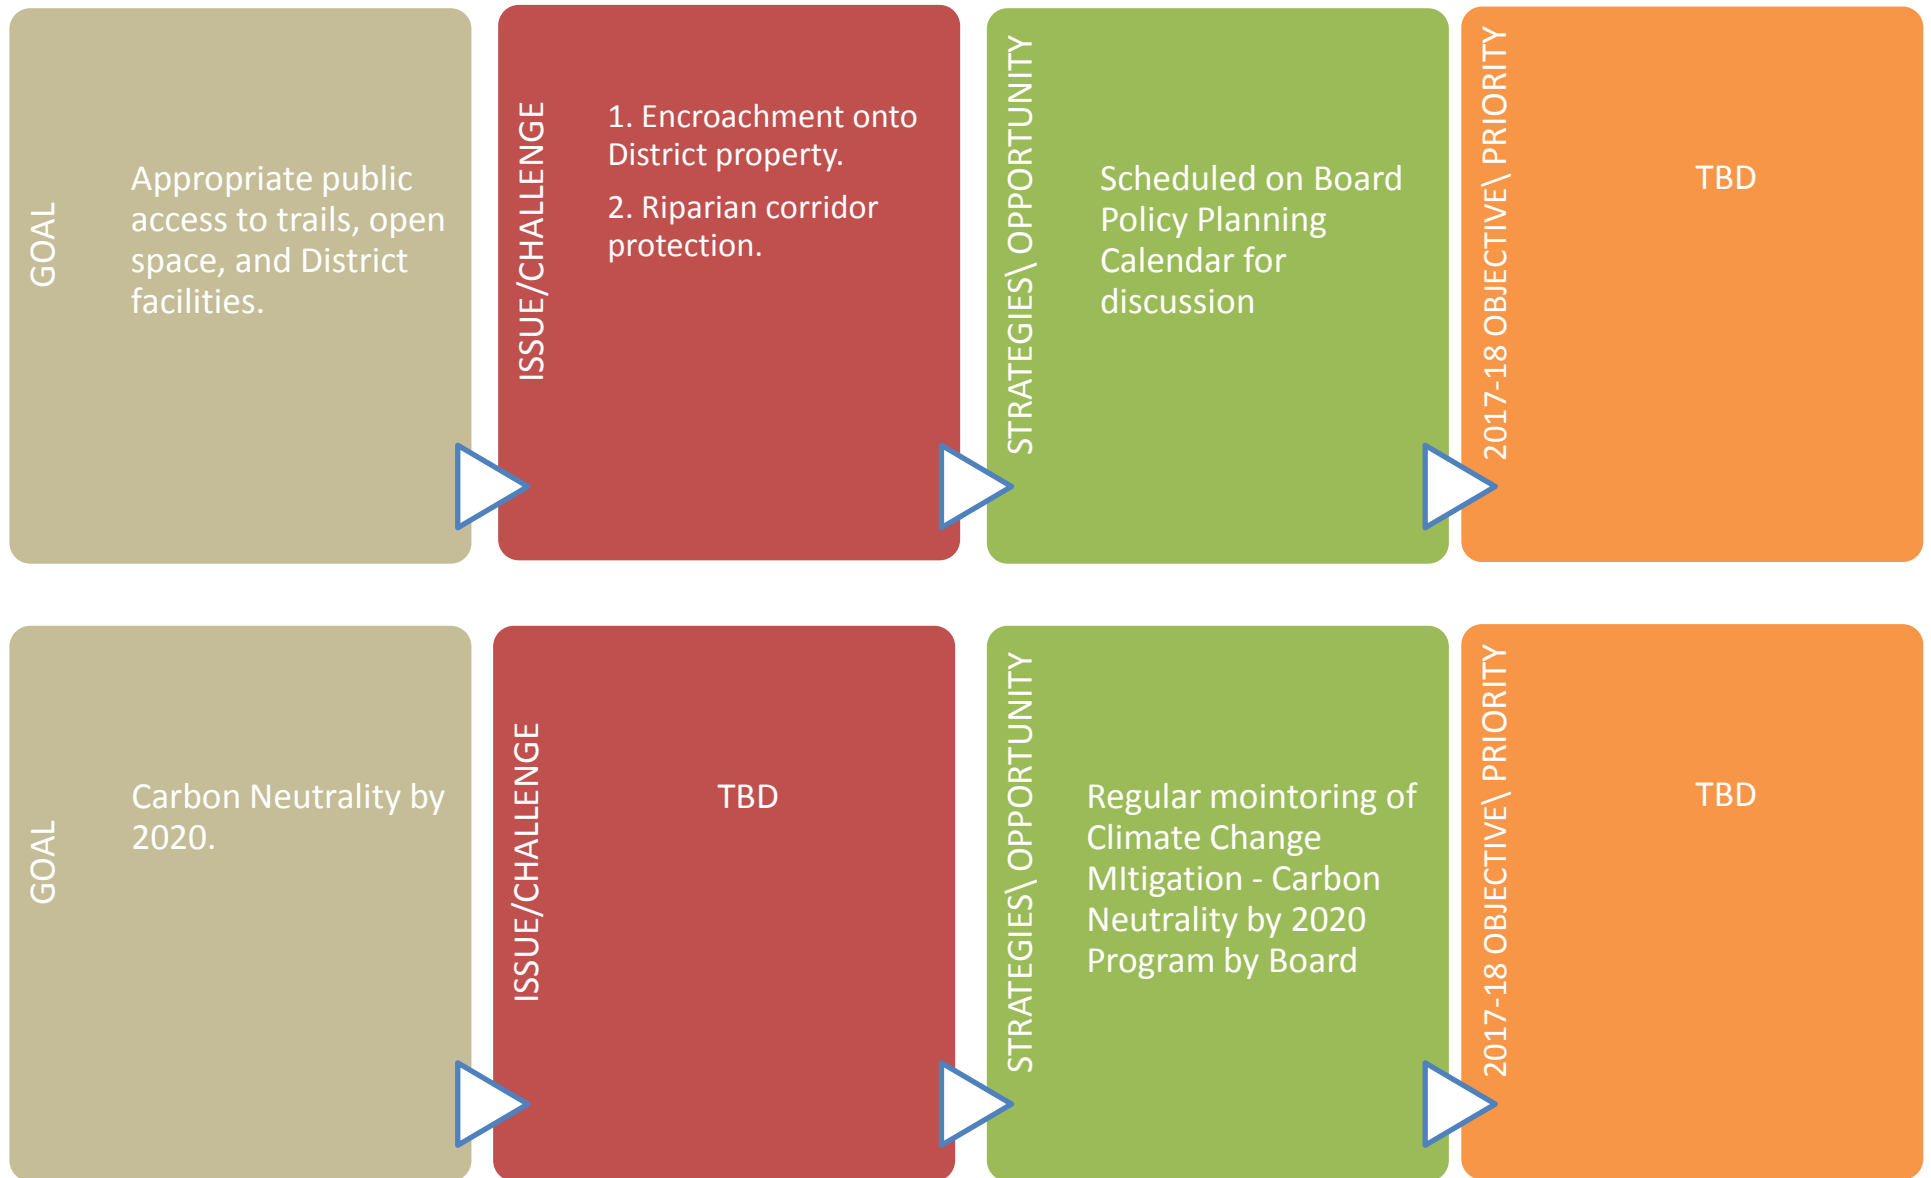 GOAL
Appropriate public
access to trails, open
space, and District
facilities.
ISSUE/CHALLENGE
1. Encroachment onto
District property.
2. Riparian corridor
protection.
STRATEGIES\ OPPORTUNITY
Scheduled on Board
Policy Planning
Calendar for
discussion
2017-18 OBJECTIVE\ PRIORITY
TBD
GOAL
Carbon Neutrality by
2020.
ISSUE/CHALLENGE
TBD
STRATEGIES\ OPPORTUNITY
Regular mointoring of
Climate Change
MItigation - Carbon
Neutrality by 2020
Program by Board
2017-18 OBJECTIVE\ PRIORITY
TBD